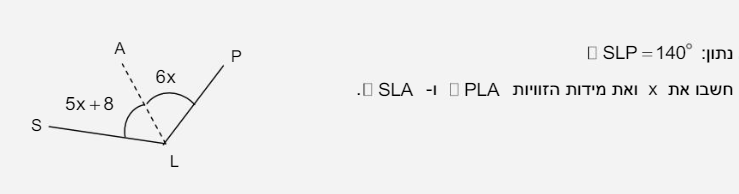 נתון: ▯ SLP = 140°
חשבו את x ואת מידות הזוויות ▯ PLA ו- ▯ SLA.
A
P
6x
5x + 8
S
L